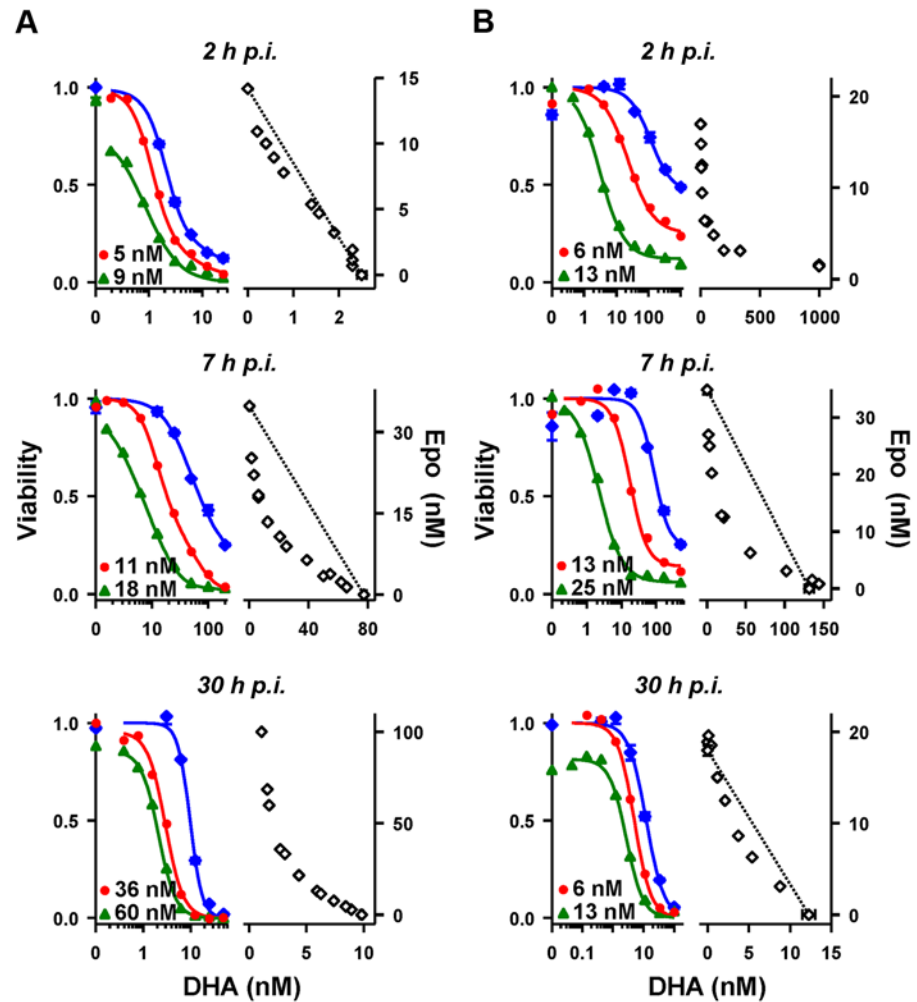 A B
2 h p.i. 2 h p.i.
1.0 15 1.0 20
10
0.5 0.5 10
5
5 nM 6 nM
9 nM 13 nM
0.0 0 0.0 0
0 1 10 0 1 2 0 1 10 100 0 500 1000
7 h p.i. 7 h p.i.
1.0 1.0
30 30
Viability 0.5 15 Epo (nM) Viability 0.5 20 Epo (nM)
10
11 nM 13 nM
18 nM 25 nM
0.0 0 0.0 0
0 10 100 0 40 80 0 1 10 100 0 50 100 150
30 h p.i. 30 h p.i.
1.0 100 1.0 20
0.5 50 0.5 10
36 nM 6 nM
60 nM 13 nM
0.0 0 0.0 0
0 1 10 0 5 10 0 0.1 10 0 5 10 15
DHA (nM) DHA (nM)